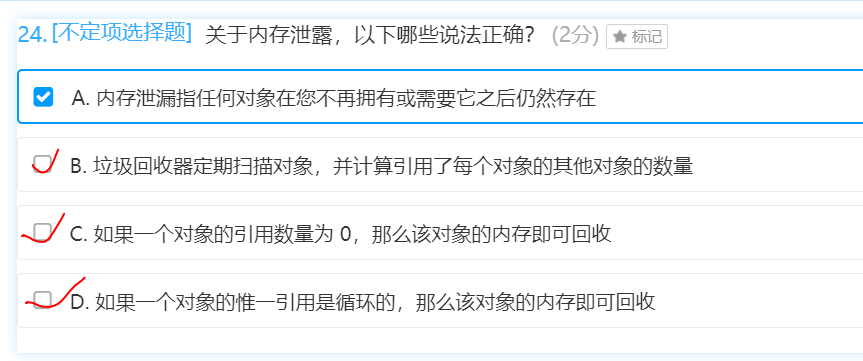 24. [不定项选择题] 关于内存泄露，以下哪些说法正确？ (2分) ★ 标记
A. 内存泄漏指任何对象在您不再拥有或需要它之后仍然存在
B. 垃圾回收器定期扫描对象，并计算引用了每个对象的其他对象的数量
C. 如果一个对象的引用数量为 0，那么该对象的内存即可回收
D. 如果一个对象的惟一引用是循环的，那么该对象的内存即可回收